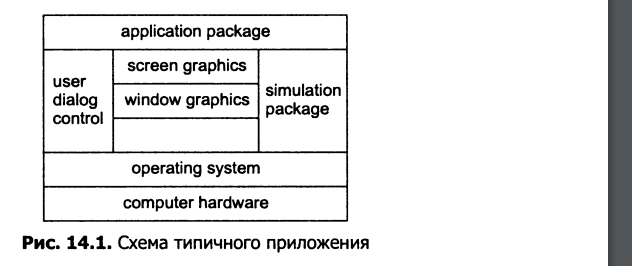 application package
user
dialog
control
screen graphics
window graphics
simulation
package
operating system
computer hardware
Рис. 14.1. Схема типичного приложения